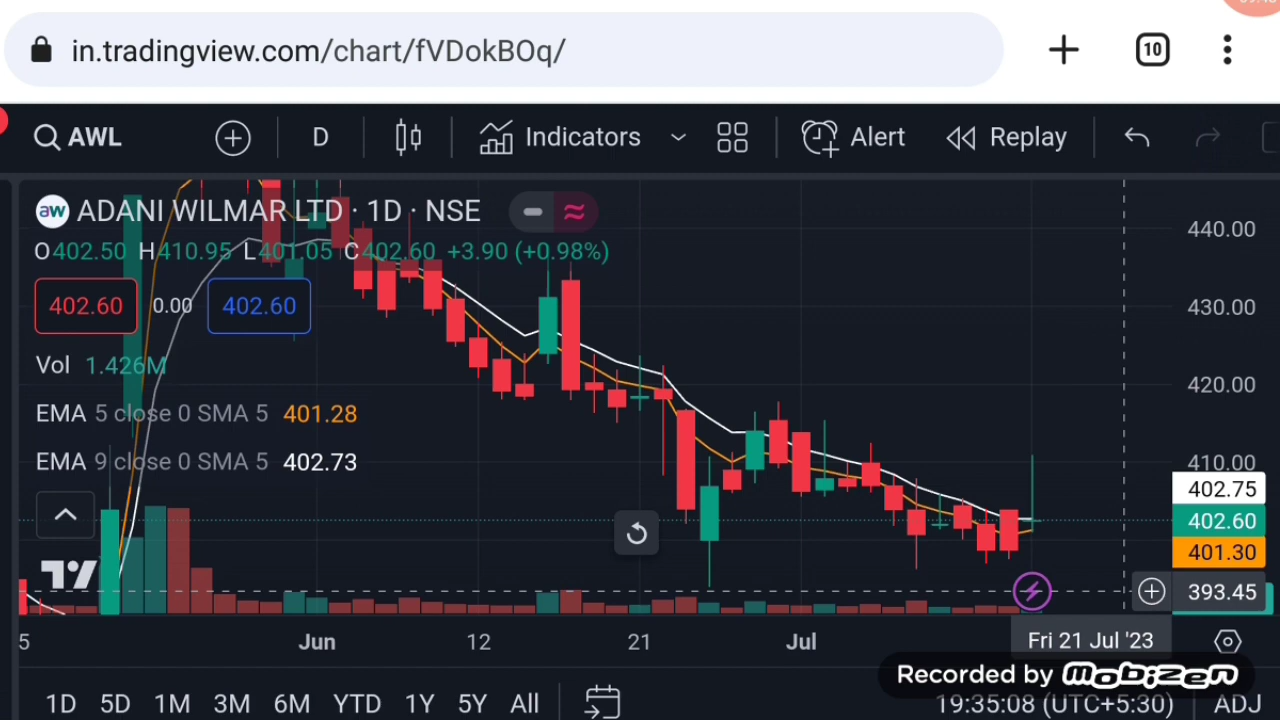 in.tradingview.com/chart/fVDokBOq/
10
AWL
D
Indicators
Alert
Replay
aw ADANI WILMAR LTD · 1D · NSE
O402.50 H410.95 L401.05 C402.60 +3.90 (+0.98%)
402.60 0.00 402.60
Vol 1.426M
EMA 5 close 0 SMA 5 401.28
EMA 9 close 0 SMA 5 402.73
440.00
430.00
420.00
410.00
402.75
402.60
401.30
393.45
5 Jun 12 21 Jul Fri 21 Jul '23
Recorded by Mobizen
1D 5D 1M 3M 6M YTD 1Y 5Y All 19:35:08 (UTC+5:30) ADJ